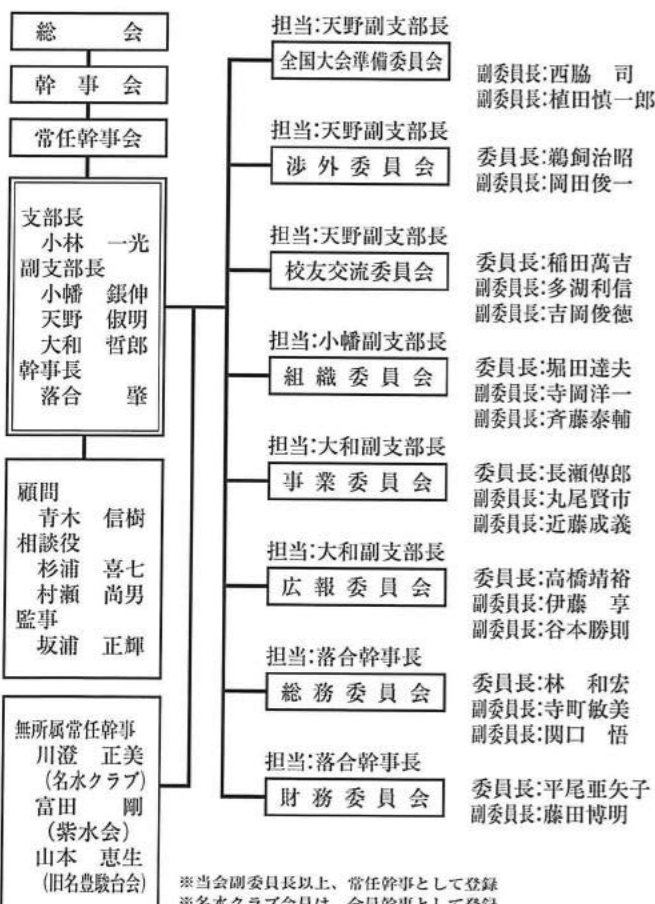 総 会
幹 事 会
常任幹事会
支部長
小林 一光
副支部長
小幡 鋹伸
天野 俶明
大和 哲郎
幹事長
落合 肇
顧問
青木 信樹
相談役
杉浦 喜七
村瀬 尚男
監事
坂浦 正輝
無所属常任幹事
川澄 正美
(名水クラブ)
富田 剛
(紫水会)
山本 恵生
(旧名豊駿台会)
担当:天野副支部長
全国大会準備委員会
副委員長:西脇 司
副委員長:植田慎一郎
担当:天野副支部長
渉 外 委 員 会
委員長:鵜飼治昭
副委員長:岡田俊一
担当:天野副支部長
校友交流委員会
委員長:稲田萬吉
副委員長:多湖利信
副委員長:吉岡俊徳
担当:小幡副支部長
組 織 委 員 会
委員長:堀田達夫
副委員長:寺岡洋一
副委員長:斉藤泰輔
担当:大和副支部長
事 業 委 員 会
委員長:長瀬傳郎
副委員長:丸尾賢市
副委員長:近藤成義
担当:大和副支部長
広 報 委 員 会
委員長:高橋靖裕
副委員長:伊藤 享
副委員長:谷本勝則
担当:落合幹事長
総 務 委 員 会
委員長:林 和宏
副委員長:寺町敏美
副委員長:関口 悟
担当:落合幹事長
財 務 委 員 会
委員長:平尾亜矢子
副委員長:藤田博明
※当会副委員長以上、常任幹事として登録
※名水クラブ会員は、全員幹事として登録